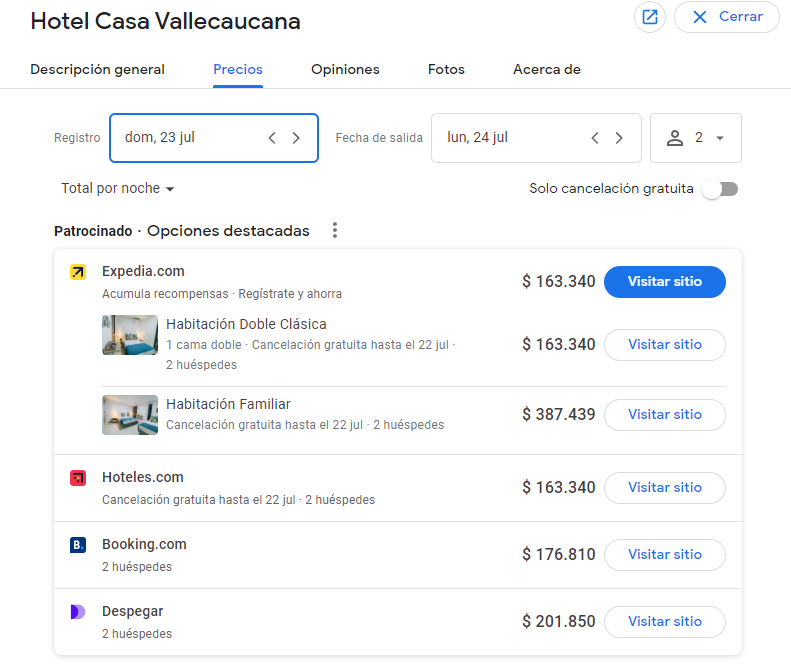 Hotel Casa Vallecaucana
Cerrar
Descripción general
Precios
Opiniones
Fotos
Acerca de
Registro
dom, 23 jul
Fecha de salida
lun, 24 jul
2
Total por noche
Solo cancelación gratuita
Patrocinado · Opciones destacadas
Expedia.com
Acumula recompensas · Regístrate y ahorra
$ 163.340
Visitar sitio
Habitación Doble Clásica
1 cama doble · Cancelación gratuita hasta el 22 jul ·
2 huéspedes
$ 163.340
Visitar sitio
Habitación Familiar
Cancelación gratuita hasta el 22 jul · 2 huéspedes
$ 387.439
Visitar sitio
Hoteles.com
Cancelación gratuita hasta el 22 jul · 2 huéspedes
$ 163.340
Visitar sitio
B.
Booking.com
2 huéspedes
$ 176.810
Visitar sitio
Despegar
2 huéspedes
$ 201.850
Visitar sitio